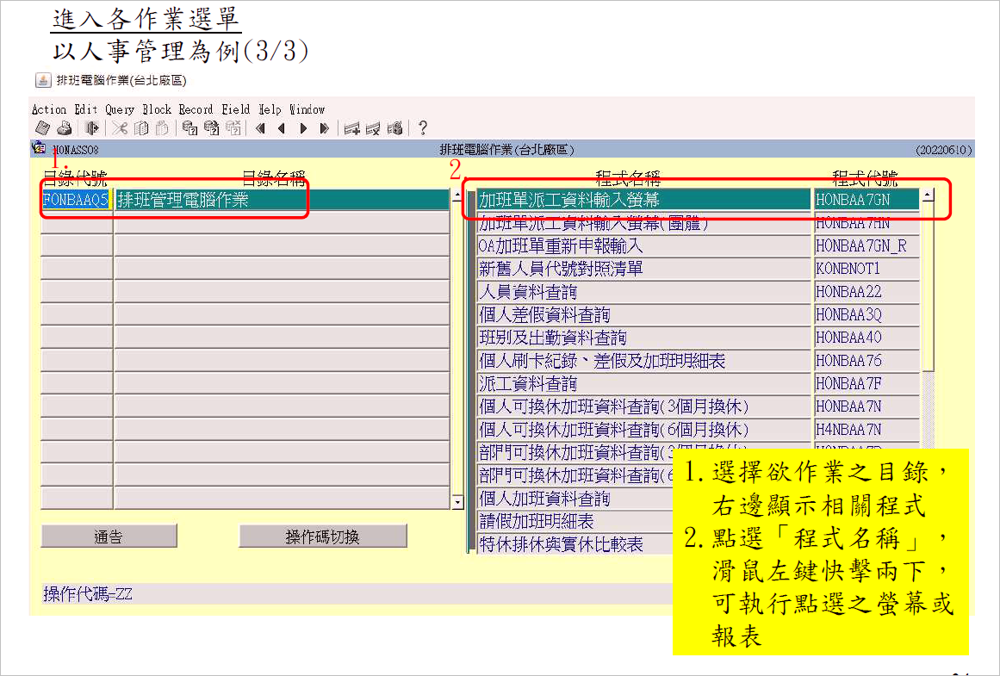 進入各作業選單
以人事管理為例(3/3)
排班電腦作業(台北廠區)
Action Edit Query Block Record Field Help Window
HONASSO8 排班電腦作業(台北廠區) (20220610)
1.
2.
目錄代號 目錄名稱 程式名稱 程式代號
FONBAAQ5 排班管理電腦作業 加班單派工資料輸入螢幕 HONBAA7GN
加班單派工資料輸入螢幕(團體) HONBAA7HN
OA加班單重新申報輸入 HONBAA7GN_R
新舊人員代號對照清單 KONBNOT1
人員資料查詢 HONBAA22
個人差假資料查詢 HONBAA3Q
班別及出勤資料查詢 HONBAA40
個人刷卡紀錄、差假及加班明細表 HONBAA76
派工資料查詢 HONBAA7F
個人可換休加班資料查詢(3個月換休) HONBAA7N
個人可換休加班資料查詢(6個月換休) H4NBAA7N
部門可換休加班資料查詢(3個月換休)
部門可換休加班資料查詢(6
個人加班資料查詢
請假加班明細表
特休排休與實休比較表
通告 操作碼切換
操作代碼=ZZ
1.選擇欲作業之目錄，
右邊顯示相關程式
2.點選「程式名稱」，
滑鼠左鍵快擊兩下，
可執行點選之螢幕或
報表